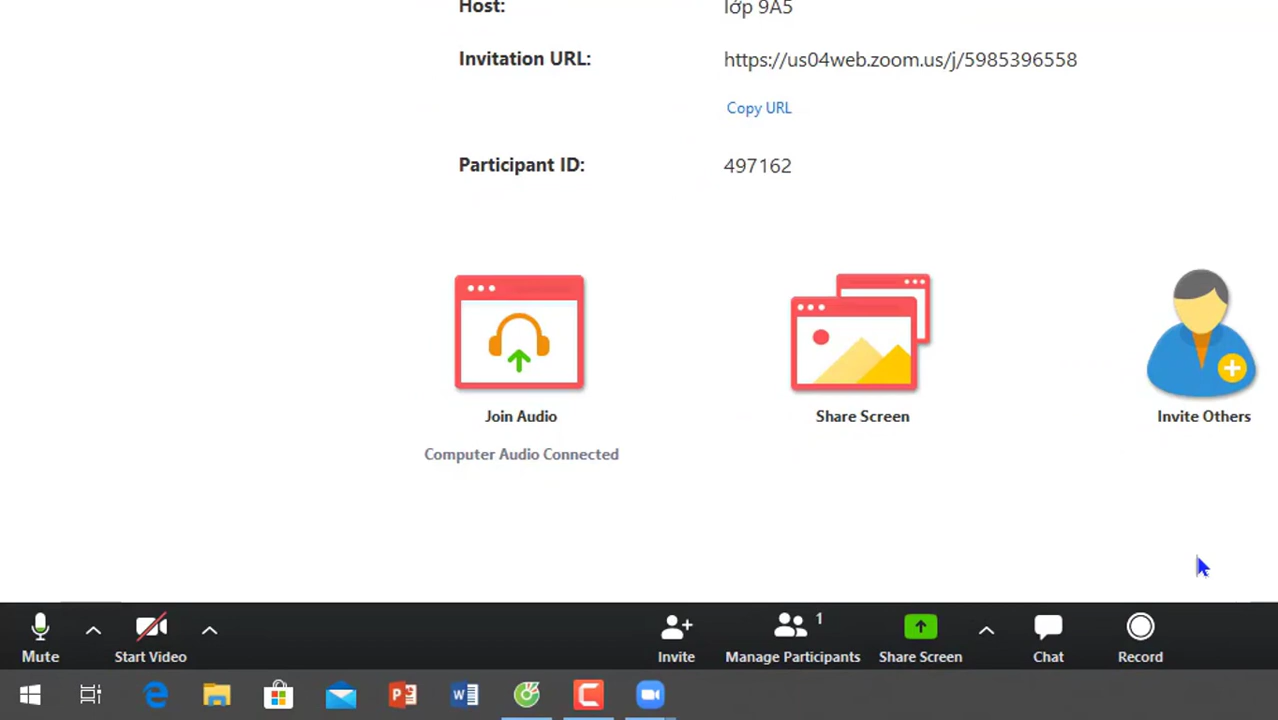 Host: lớp 9A5
Invitation URL: https://us04web.zoom.us/j/5985396558
Copy URL
Participant ID: 497162
Join Audio Share Screen Invite Others
Computer Audio Connected
1
Mute Start Video Invite Manage Participants Share Screen Chat Record